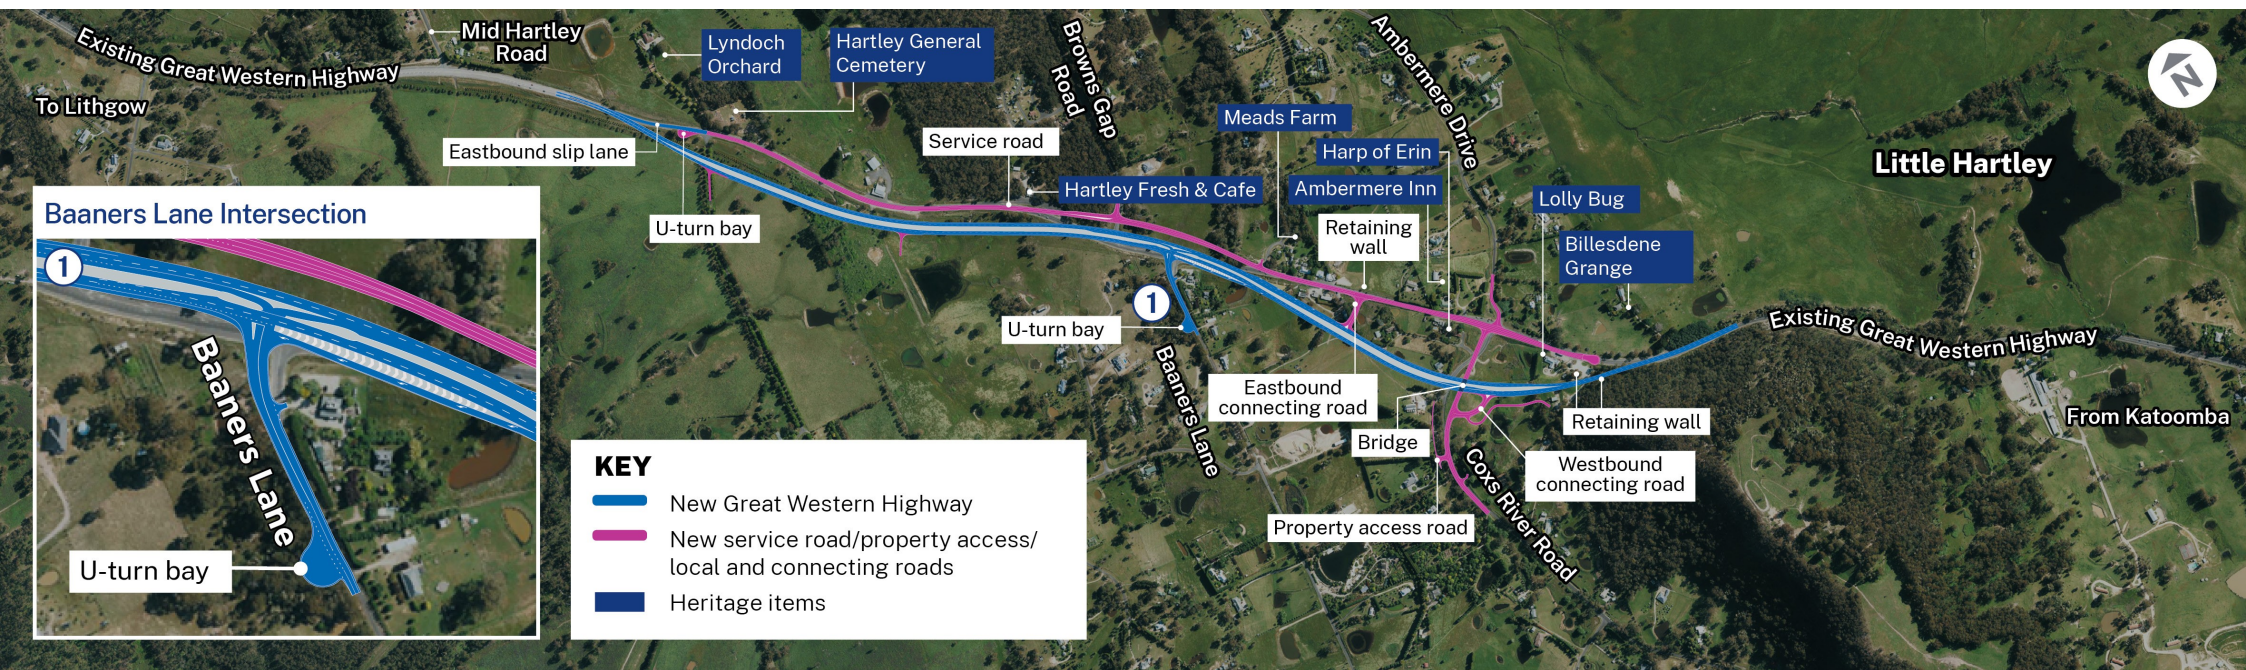 Existing Great Western Highway
To Lithgow
Mid Hartley
Road
Lyndoch
Orchard
Hartley General
Cemetery
Browns Gap
Road
Ambermere Drive
N
Little Hartley
Eastbound slip lane
U-turn bay
Service road
Hartley Fresh & Cafe
Meads Farm
Harp of Erin
Ambermere Inn
Retaining
wall
Lolly Bug
Billesdene
Grange
Existing Great Western Highway
From Katoomba
1
U-turn bay
Baaners Lane
Eastbound
connecting road
Bridge
Retaining wall
Westbound
connecting road
Property access road
Coxs River Road
Baaners Lane Intersection
1
Baaners Lane
U-turn bay
KEY
New Great Western Highway
New service road/property access/
local and connecting roads
Heritage items